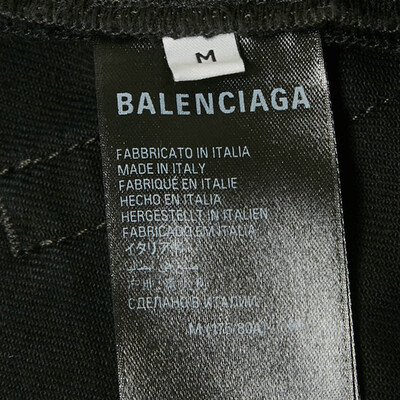 M
BALENCIAGA
FABBRICATO IN ITALIA
MADE IN ITALY
FABRIQUÉ EN ITALIE
HECHO EN ITALIA
HERGESTELLT IN ITALIEN
FABRICADO EM ITALIA
イタリア製
СДЕЛАНО В ИТАЛИИ
M (175/80A)